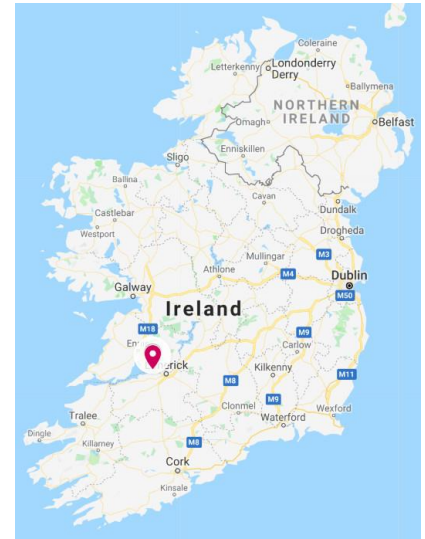 Coleraine
Letterkenny
Londonderry
Derry
Ballymena
NORTHERN
IRELAND
Omagh
Belfast
Enniskillen
Sligo
Ballina
Cavan
Dundalk
Castlebar
Westport
Drogheda
Mullingar
M3
Athlone
M4
Dublin
Galway
M50
Ireland
M18
M9
En
Carlow
erick
Kilkenny
M8
M11
Clonmel
M9
Wexford
Tralee
Waterford
Dingle
Killarney
M8
Cork
Kinsale